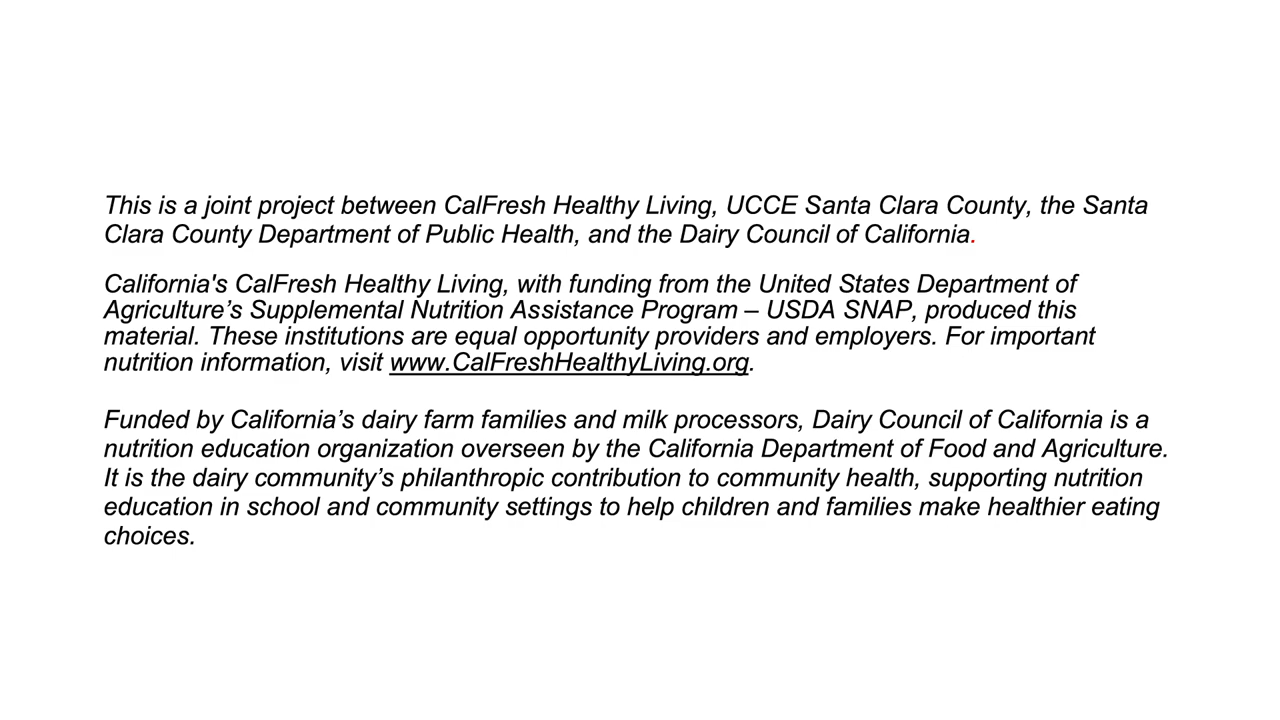 This is a joint project between CalFresh Healthy Living, UCCE Santa Clara County, the Santa
Clara County Department of Public Health, and the Dairy Council of California.
California's CalFresh Healthy Living, with funding from the United States Department of
Agriculture’s Supplemental Nutrition Assistance Program – USDA SNAP, produced this
material. These institutions are equal opportunity providers and employers. For important
nutrition information, visit www.CalFreshHealthyLiving.org.
Funded by California’s dairy farm families and milk processors, Dairy Council of California is a
nutrition education organization overseen by the California Department of Food and Agriculture.
It is the dairy community’s philanthropic contribution to community health, supporting nutrition
education in school and community settings to help children and families make healthier eating
choices.